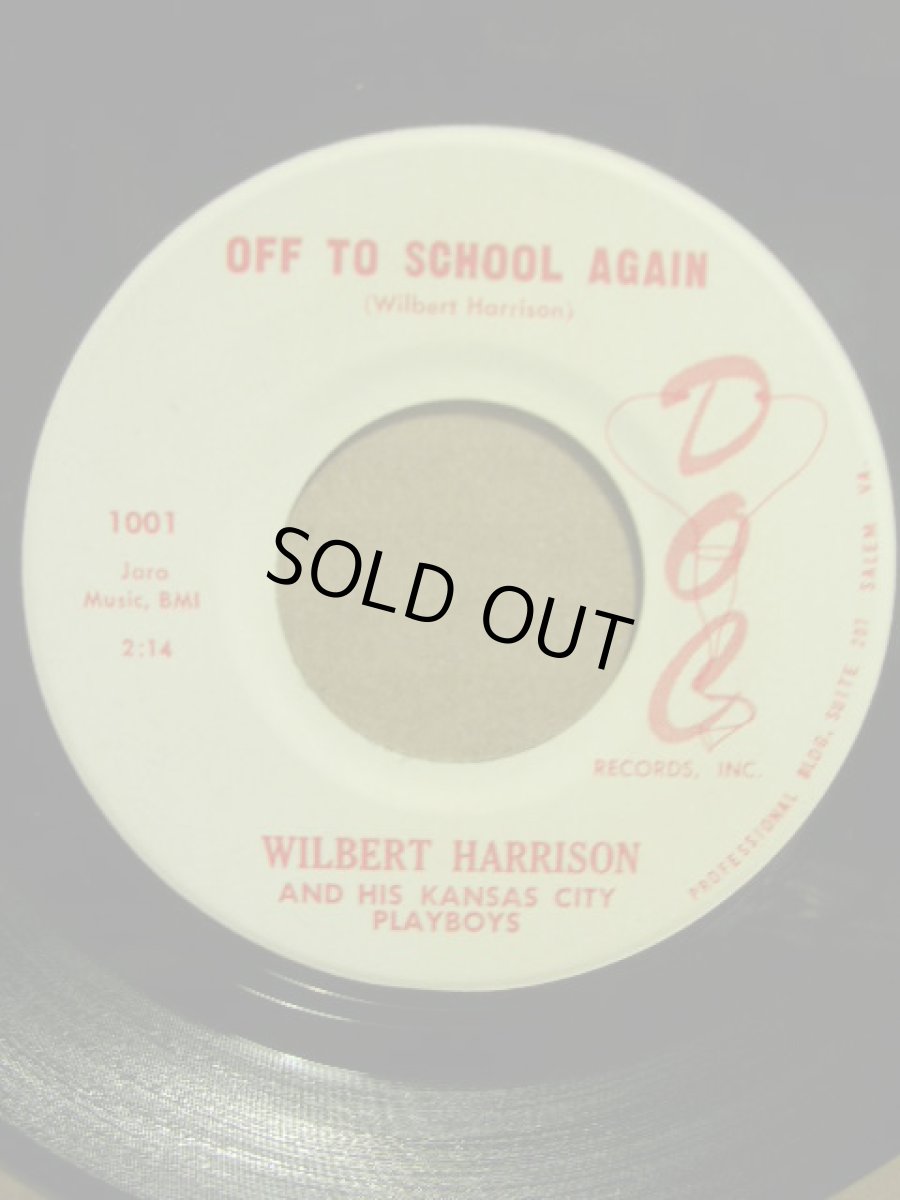 OFF TO SCHOOL AGAIN
(Wilbert Harrison)
DOC
RECORDS, INC.
PROFESSIONAL BLDG. SUITE 207 SALEM VA.
1001
Jara
Music, BMI
2:14
SOLD OUT
WILBERT HARRISON
AND HIS KANSAS CITY
PLAYBOYS